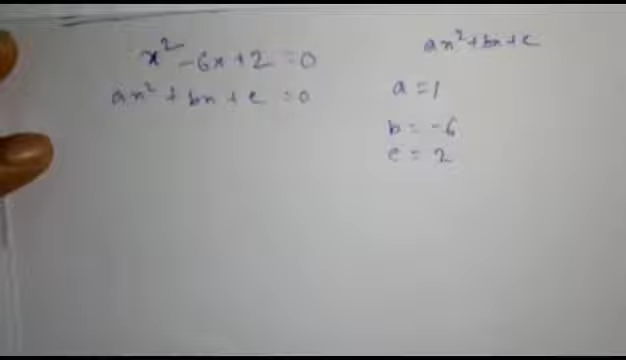 x² - 6x + 2 = 0
ax² + bx + c = 0
ax² + bx + c
a = 1
b = -6
c = 2